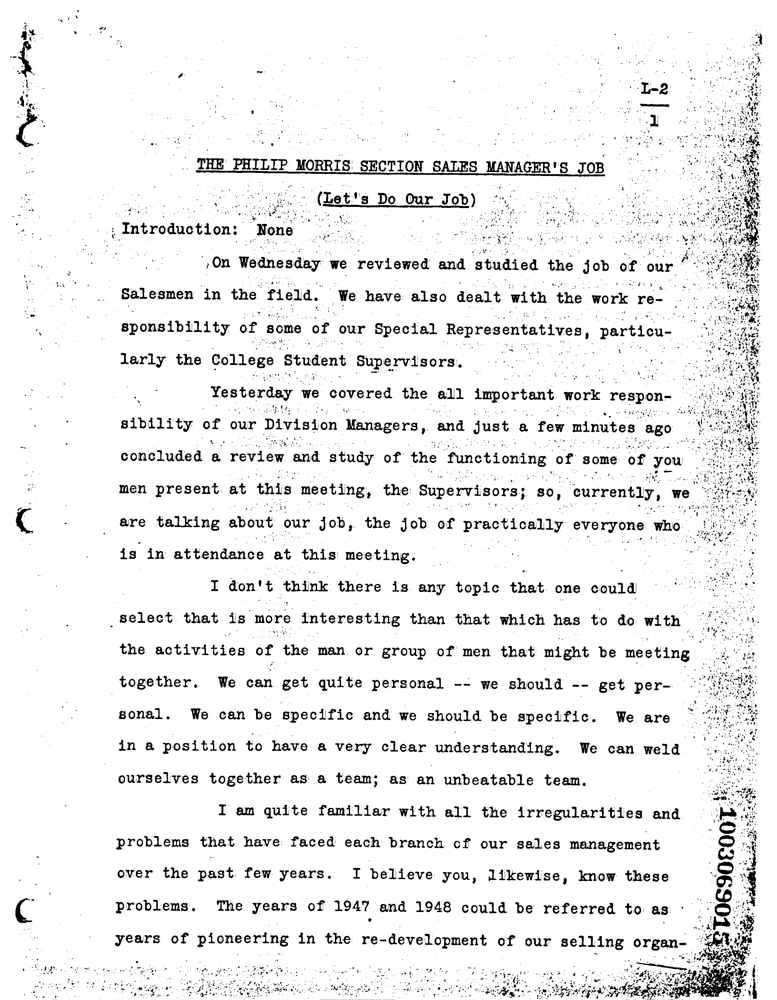 L-2
1
THE PHILIP MORRIS SECTION SALES MANAGER'S JOB
(Let's Do Our Job)
Introduction: None
On Wednesday we reviewed and studied the job of our
Salesmen in the field. We have also dealt with the work re-
sponsibility of some of our Special Representatives, particu-
larly the College Student Supervisors.
Yesterday we covered the all important work respon-
sibility of our Division Managers, and just a few minutes ago
concluded a review and study of the functioning of some of you
men present at this meeting, the Supervisors; so, currently, we
are talking about our job, the job of practically everyone who
is in attendance at this meeting.
I don't think there is any topic that one could
select that is more interesting than that which has to do with
the activities of the man or group of men that might be meeting
together. We can get quite personal -- we should -- get per-
sonal. We can be specific and we should be specific. We are
in a position to have a very clear understanding. We can weld
ourselves together as a team; as an unbeatable team.
I am quite familiar with all the irregularities and
problems that have faced each branch of our sales management
over the past few years. I believe you, likewise, know these
problems. The years of 1947 and 1948 could be referred to as
years of pioneering in the re-development of our selling organ-
1003069015